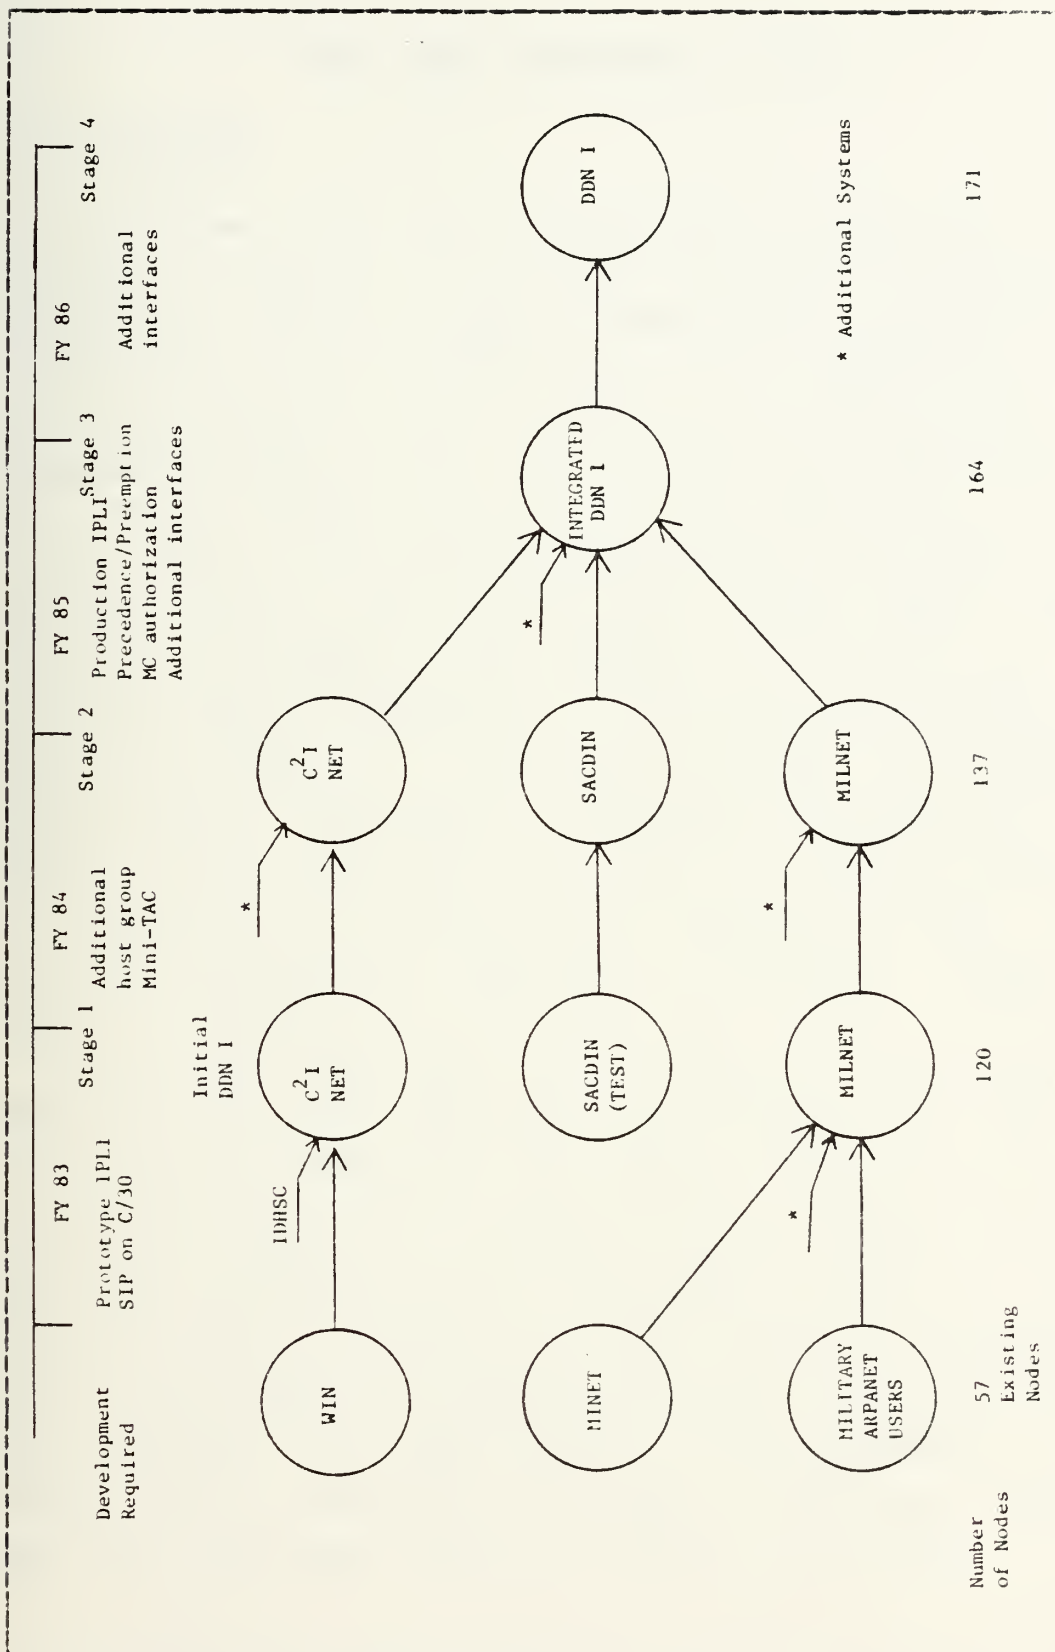 FY 83
FY 84
FY 85
FY 86
Stage 1
Stage 2
Stage 3
Stage 4
Development
Required
Prototype IPLI
SIP on C/30
Additional
host group
Mini-TAC
Production IPLI
Precedence/Preemption
MC authorization
Additional interfaces
Additional
interfaces
Initial
DDN I
WIN
IDHSC
C²I
NET
*
C²I
NET
MINET
SACDIN
(TEST)
SACDIN
*
INTEGRATED
DDN I
DDN I
MILITARY
ARPANET
USERS
*
MILNET
*
MILNET
* Additional Systems
Number
of Nodes
57
Existing
Nodes
120
137
164
171